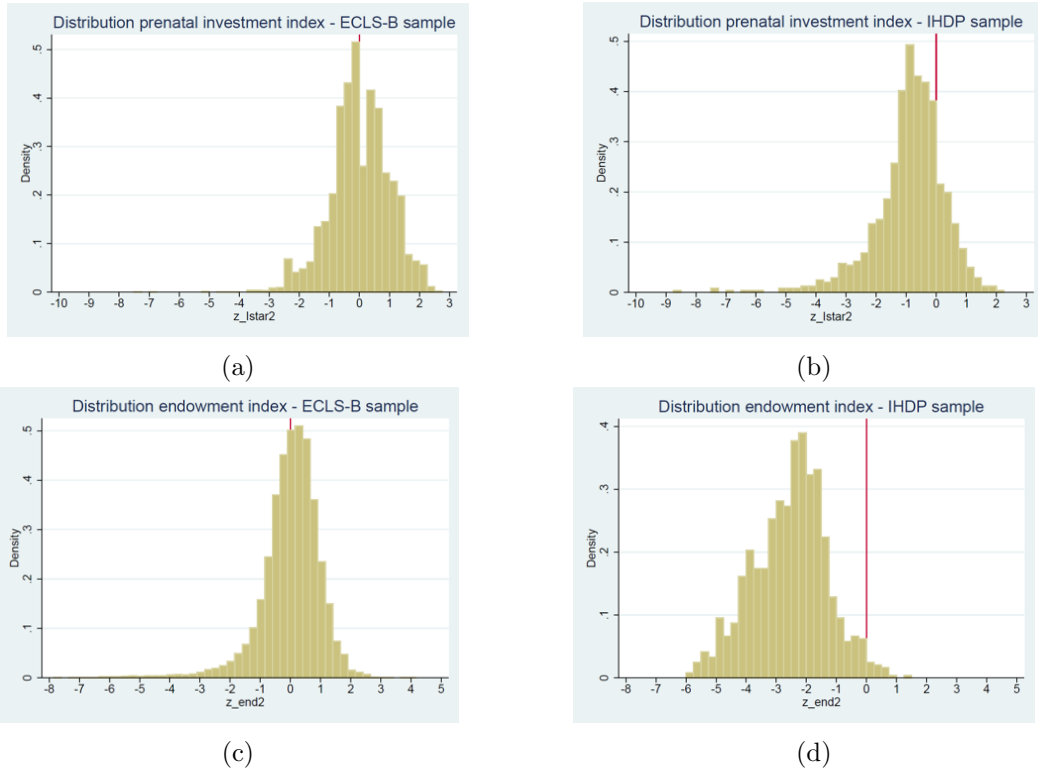 Distribution prenatal investment index - ECLS-B sample
Density
0 .1 .2 .3 .4 .5
-10 -9 -8 -7 -6 -5 -4 -3 -2 -1 0 1 2 3
z_Istar2
(a)
Distribution prenatal investment index - IHDP sample
Density
0 .1 .2 .3 .4 .5
-10 -9 -8 -7 -6 -5 -4 -3 -2 -1 0 1 2 3
z_Istar2
(b)
Distribution endowment index - ECLS-B sample
Density
0 .1 .2 .3 .4 .5
-8 -7 -6 -5 -4 -3 -2 -1 0 1 2 3 4 5
z_end2
(c)
Distribution endowment index - IHDP sample
Density
0 .1 .2 .3 .4
-8 -7 -6 -5 -4 -3 -2 -1 0 1 2 3 4 5
z_end2
(d)